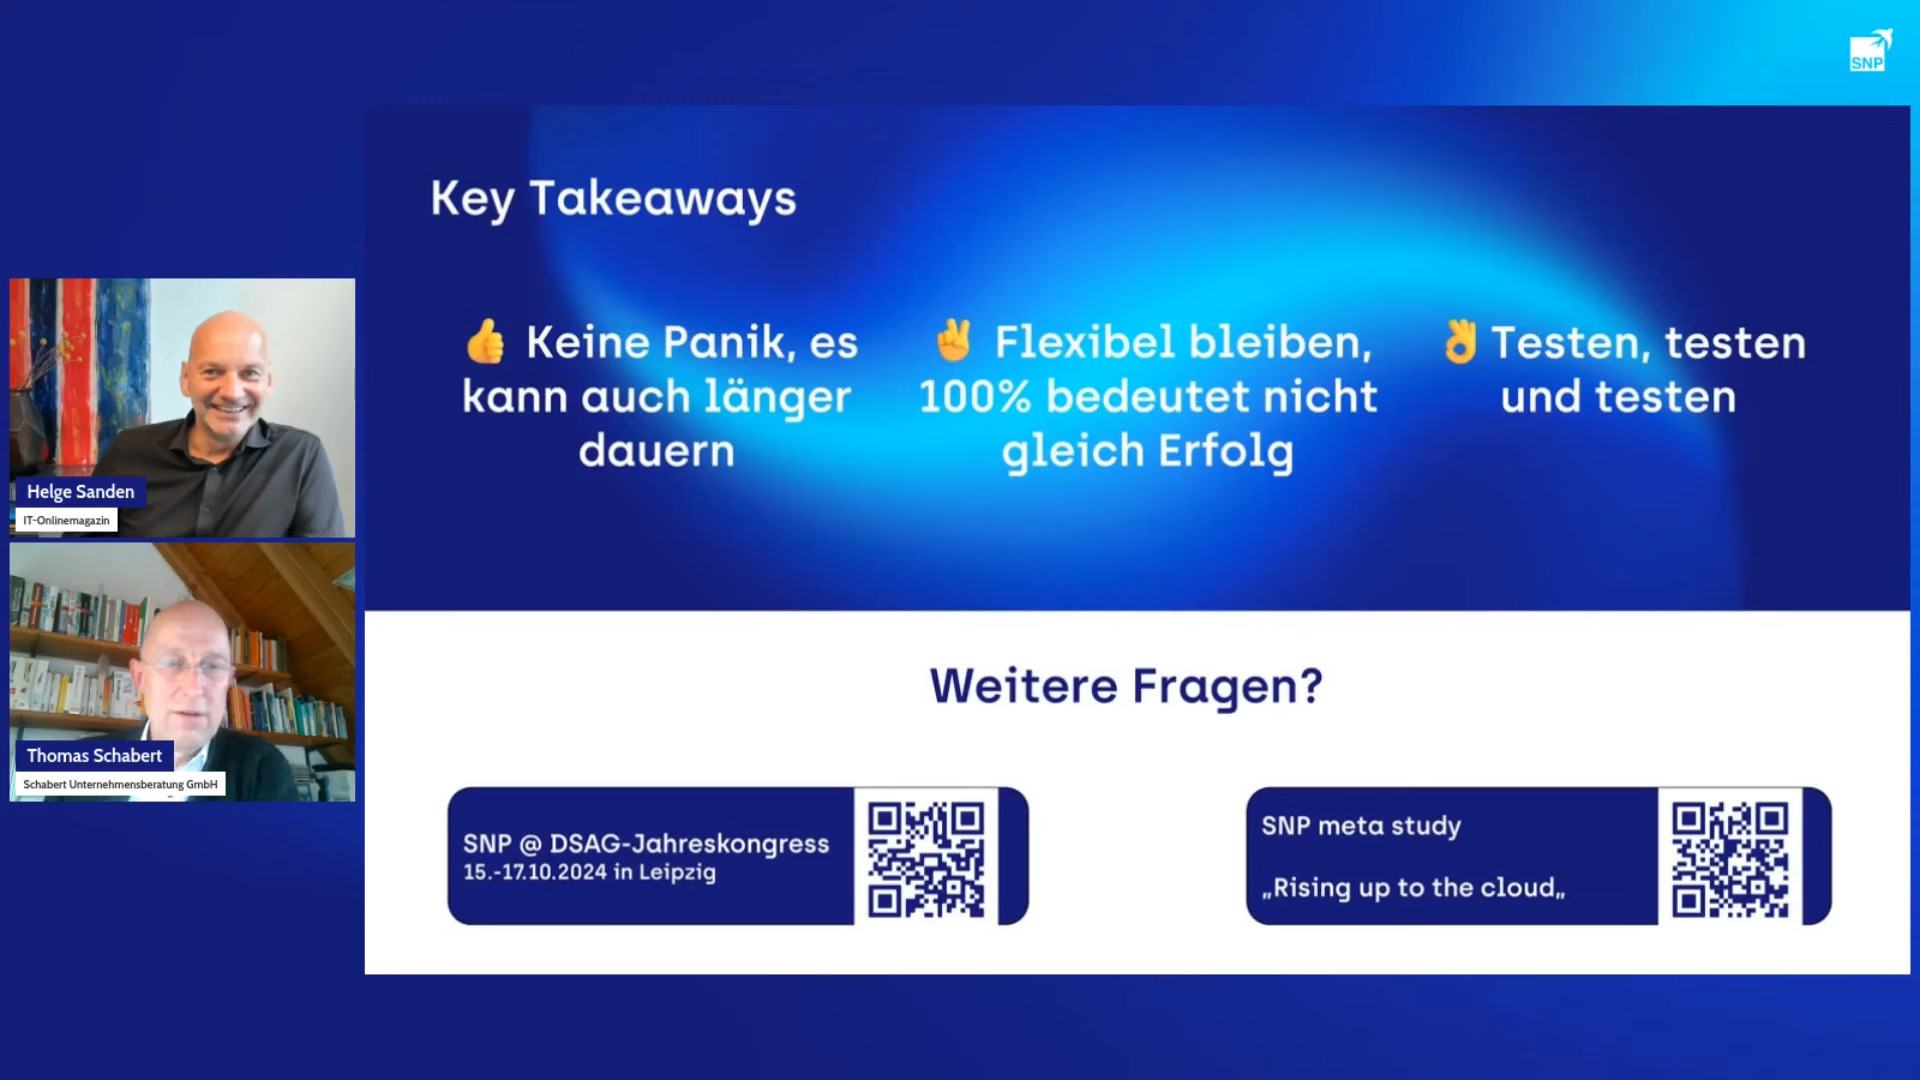 SNP
Key Takeaways
👍 Keine Panik, es
kann auch länger
dauern
✌ Flexibel bleiben,
100% bedeutet nicht
gleich Erfolg
👌 Testen, testen
und testen
Helge Sanden
IT-Onlinemagazin
Thomas Schabert
Schabert Unternehmensberatung GmbH
Weitere Fragen?
SNP @ DSAG-Jahreskongress
15.-17.10.2024 in Leipzig
SNP meta study
„Rising up to the cloud„